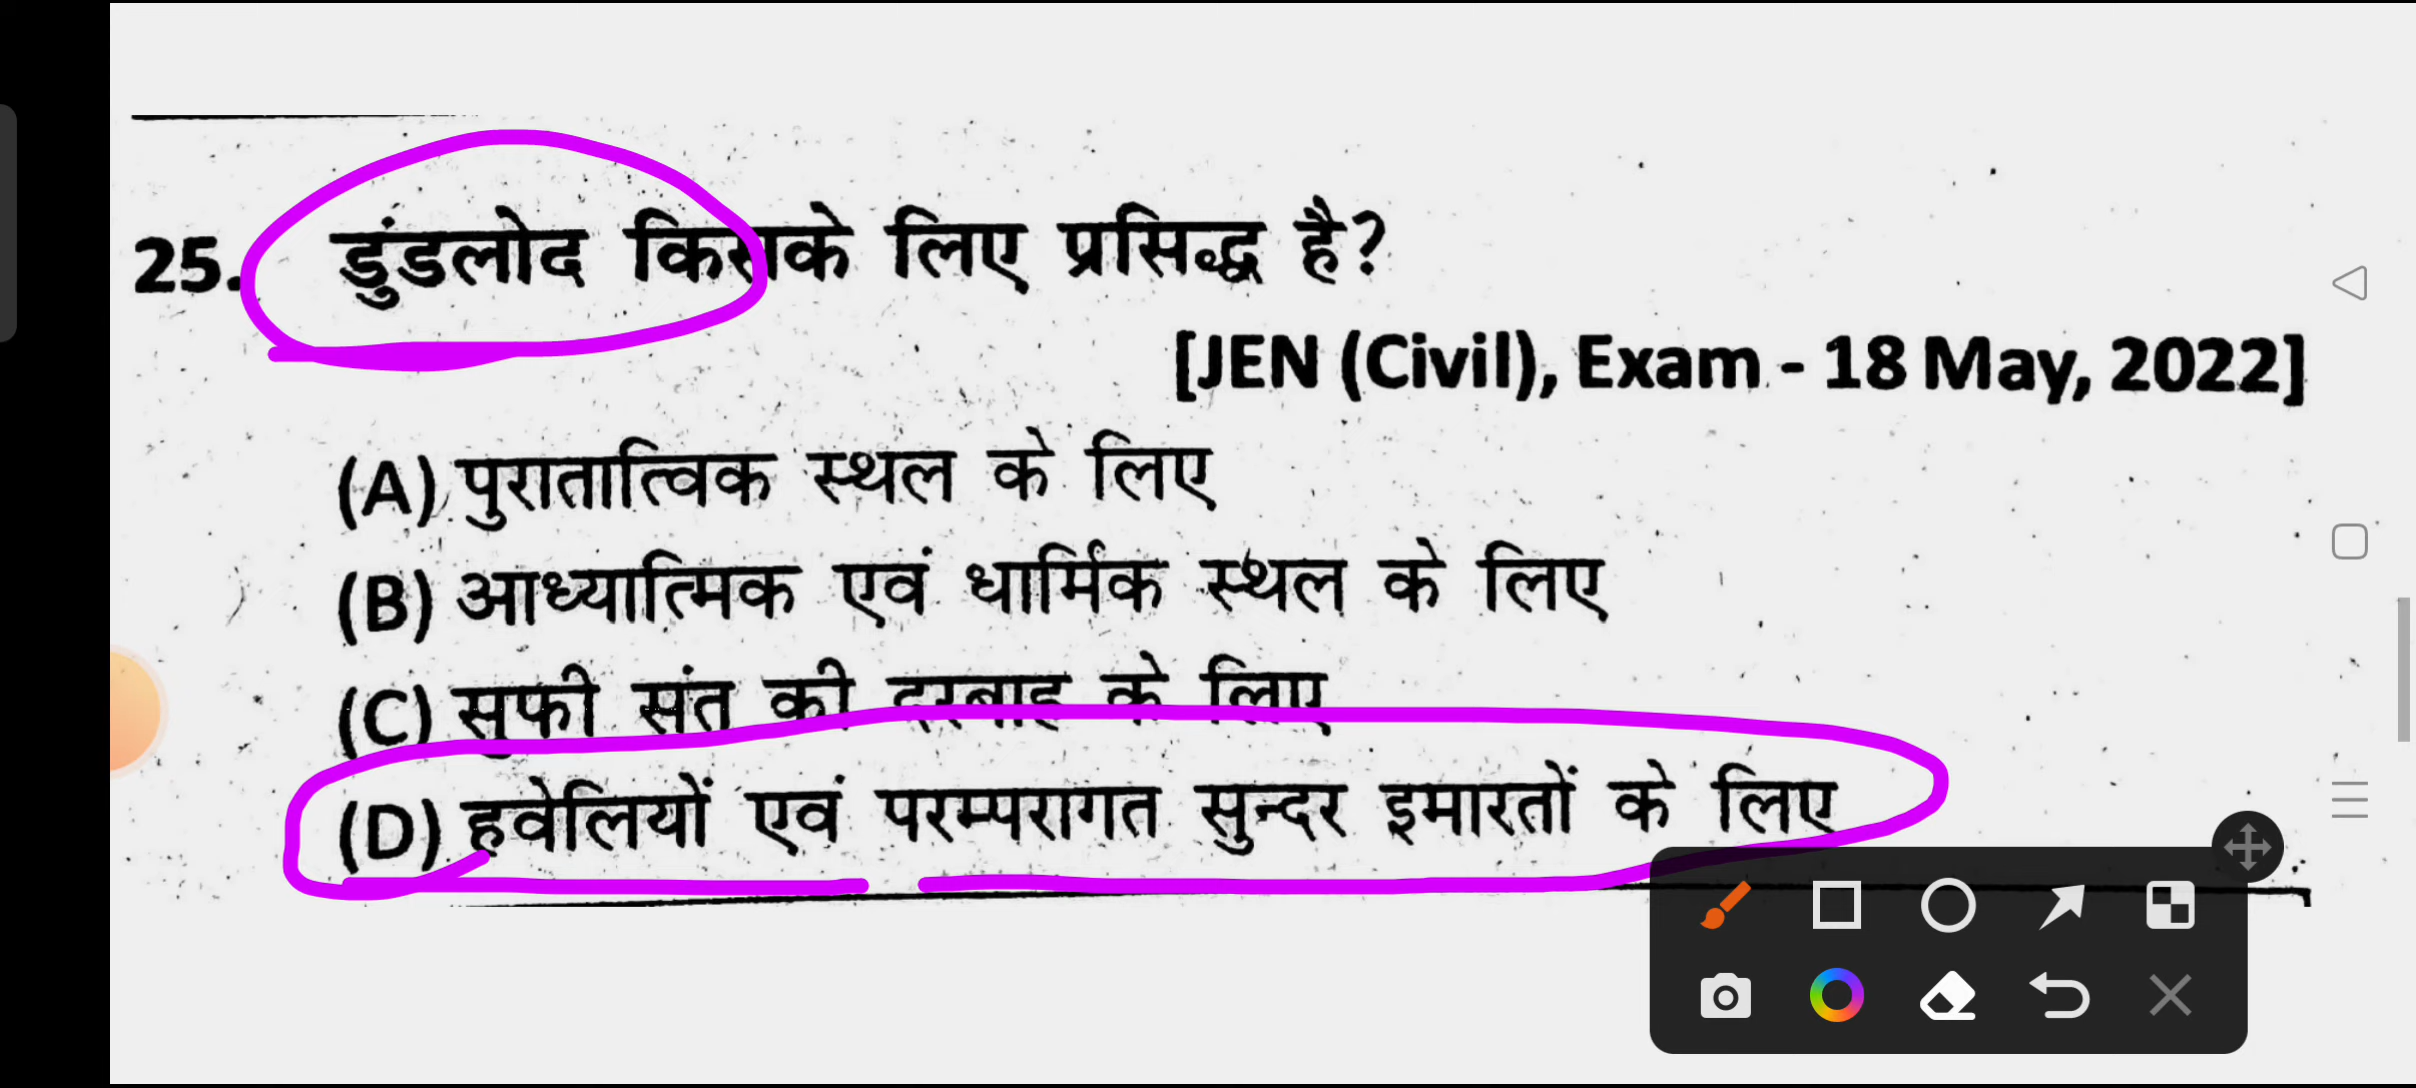 25. डुंडलोद किसके लिए प्रसिद्ध है?
[JEN (Civil), Exam - 18 May, 2022]
(A) पुरातात्विक स्थल के लिए
(B) आध्यात्मिक एवं धार्मिक स्थल के लिए
(C) सुफी संत की दरबाह के लिए
(D) हवेलियों एवं परम्परागत सुन्दर इमारतों के लिए